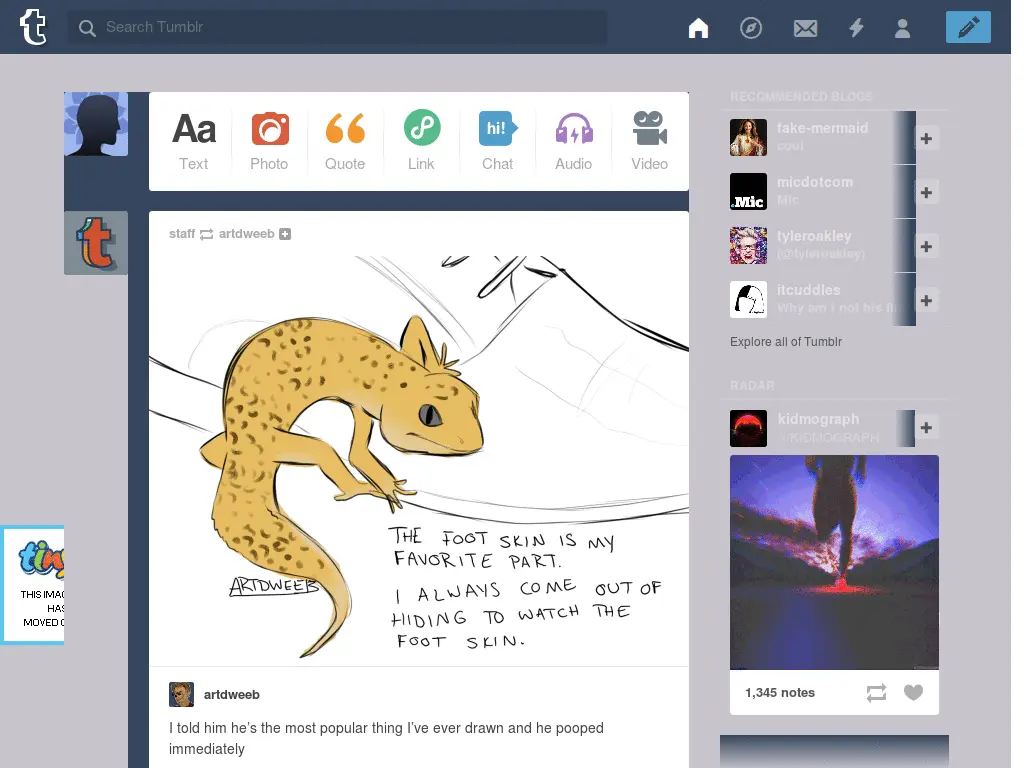 Search Tumblr
RECOMMENDED BLOGS
Aa
hi!
Text
Photo
Quote
Link
Chat
Audio
Video
fake-mermaid
cool
.Mic
micdotcom
Mic
tyleroakley
(@tyleroakley)
itcuddles
Why am I not his
Explore all of Tumblr
staff artdweeb
RADAR
kidmograph
KIDMOGRAPH
THE FOOT SKIN IS MY
FAVORITE PART.
I ALWAYS COME OUT OF
HIDING TO WATCH THE
FOOT SKIN.
ARTDWEEB
tiny
THIS IMAG
HAS
MOVED O
1,345 notes
artdweeb
I told him he's the most popular thing I've ever drawn and he pooped
immediately